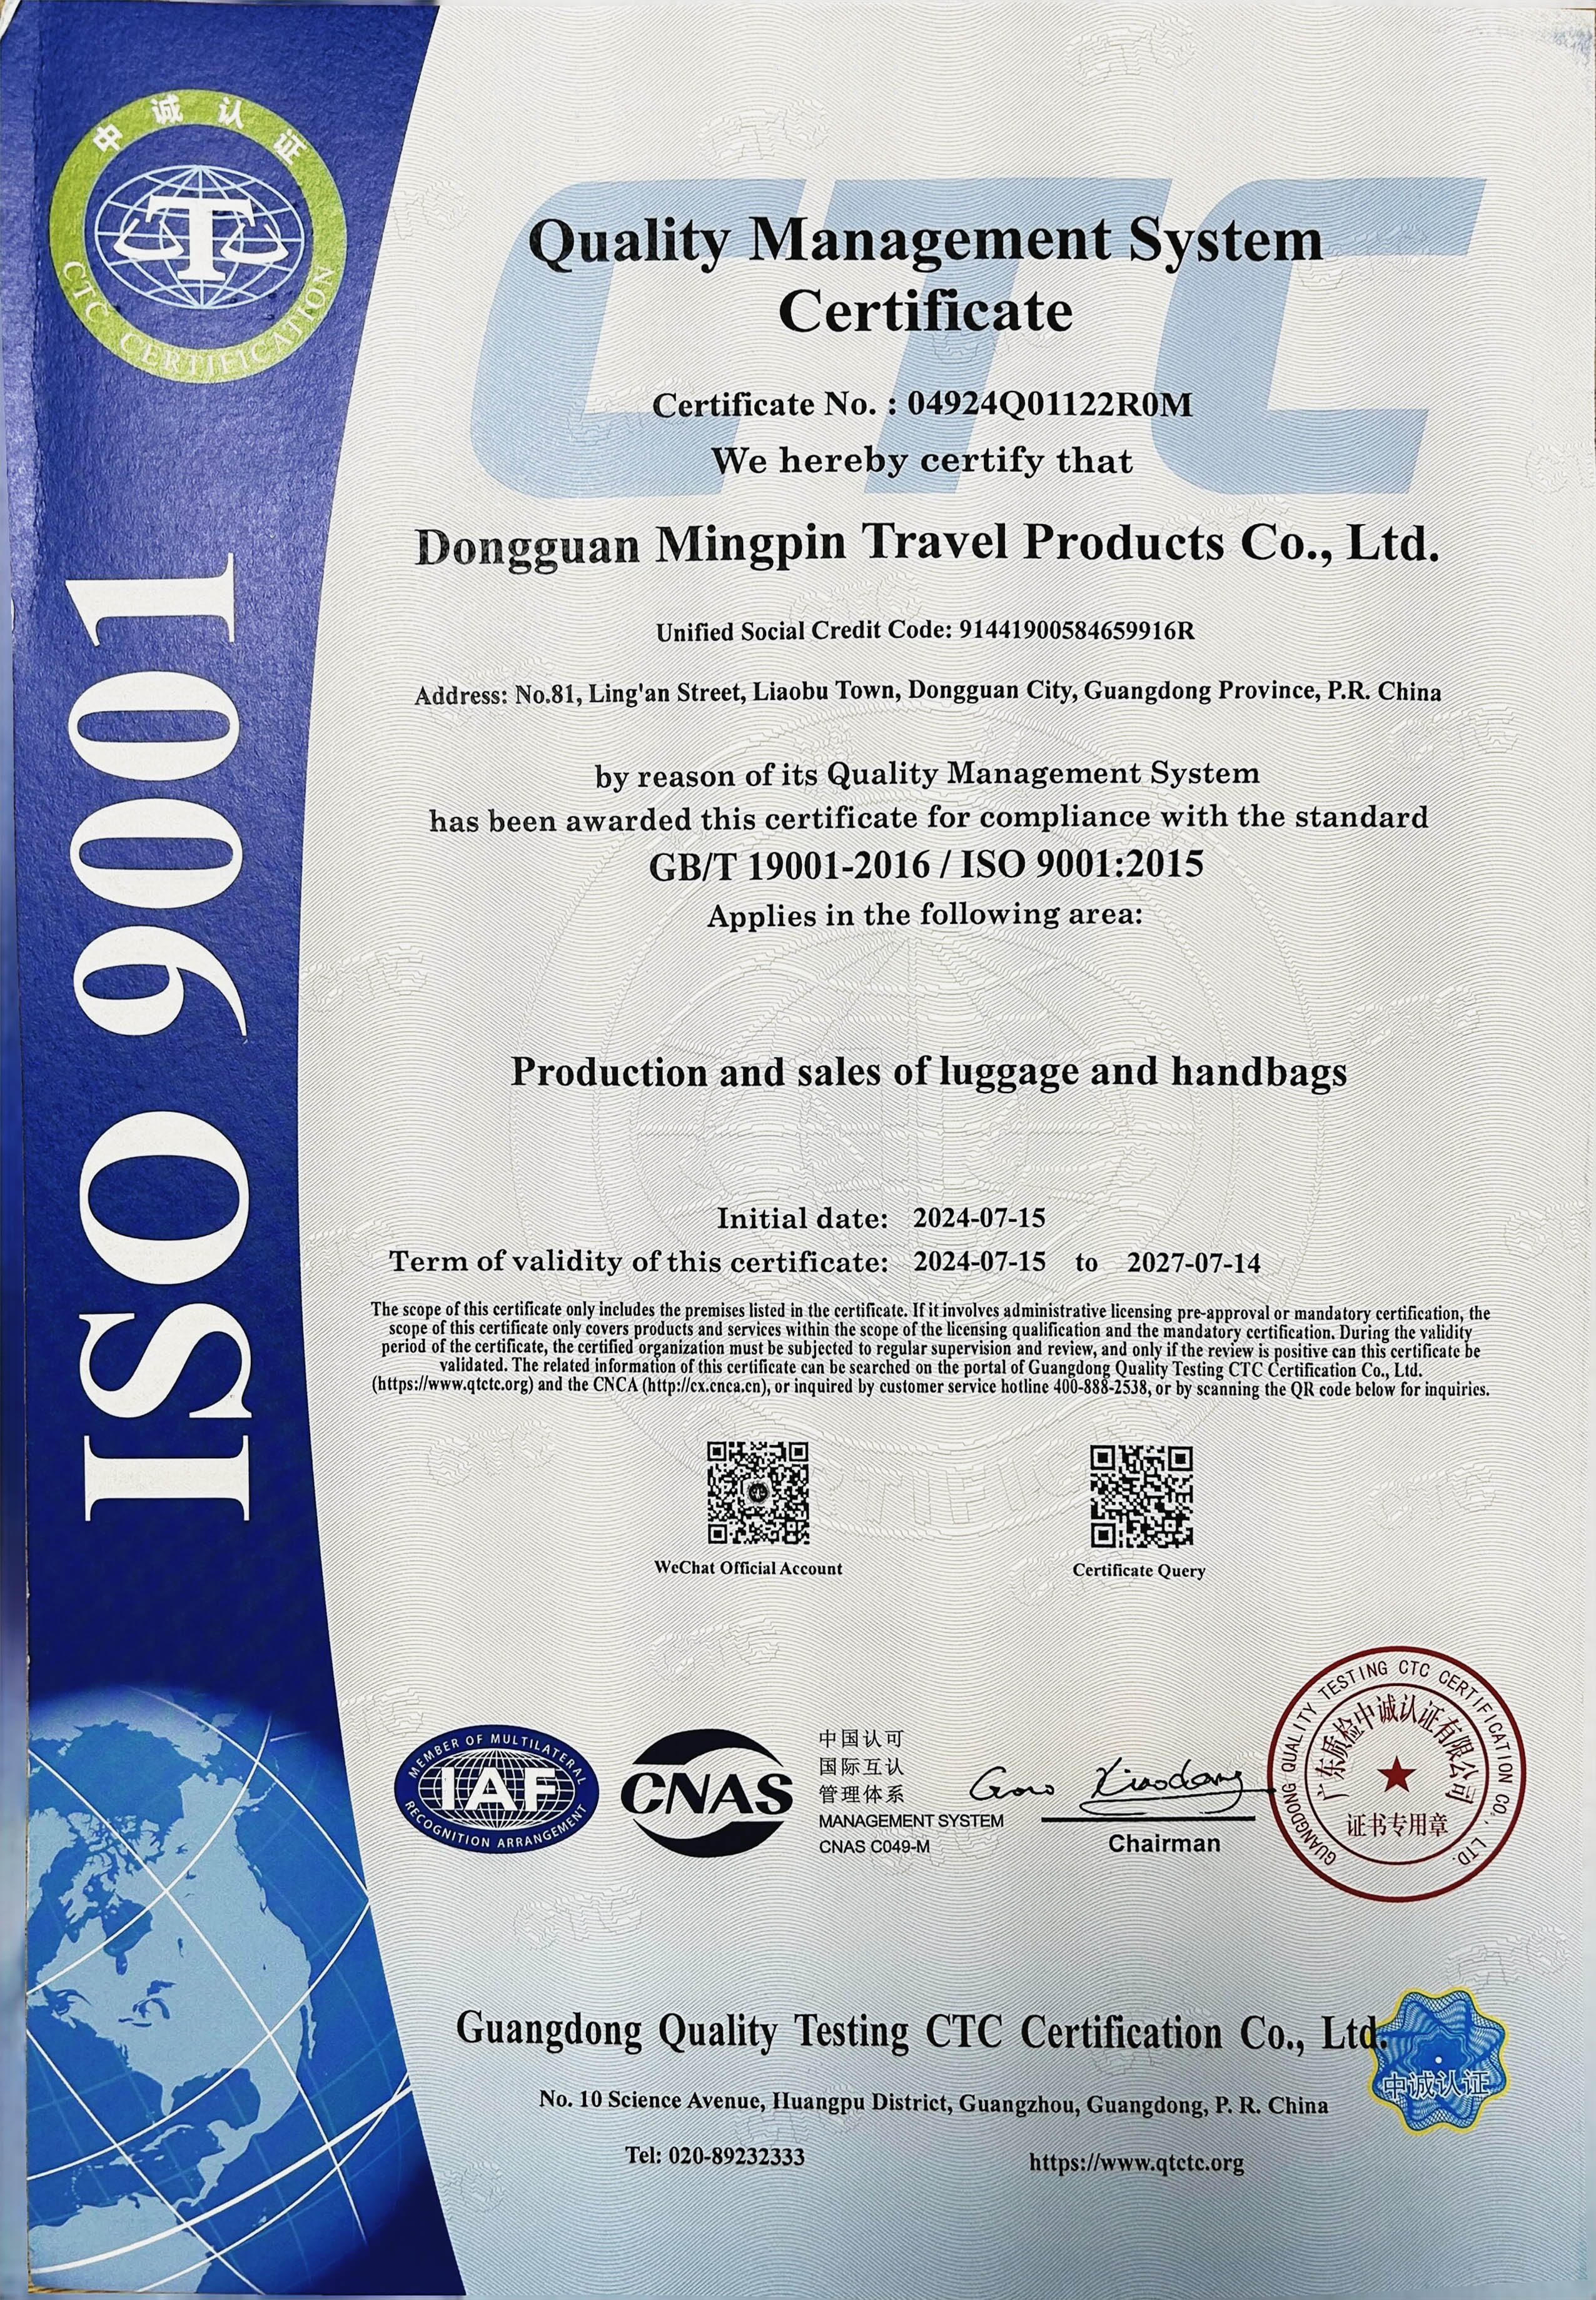 中诚认证
CTC CERTIFICATION
ISO 9001
CTC
Quality Management System
Certificate
Certificate No. : 04924Q01122R0M
We hereby certify that
Dongguan Mingpin Travel Products Co., Ltd.
Unified Social Credit Code: 91441900584659916R
Address: No.81, Ling'an Street, Liaobu Town, Dongguan City, Guangdong Province, P.R. China
by reason of its Quality Management System
has been awarded this certificate for compliance with the standard
GB/T 19001-2016 / ISO 9001:2015
Applies in the following area:
Production and sales of luggage and handbags
Initial date: 2024-07-15
Term of validity of this certificate: 2024-07-15 to 2027-07-14
The scope of this certificate only includes the premises listed in the certificate. If it involves administrative licensing pre-approval or mandatory certification, the
scope of this certificate only covers products and services within the scope of the licensing qualification and the mandatory certification. During the validity
period of the certificate, the certified organization must be subjected to regular supervision and review, and only if the review is positive can this certificate be
validated. The related information of this certificate can be searched on the portal of Guangdong Quality Testing CTC Certification Co., Ltd.
(https://www.qtctc.org) and the CNCA (http://cx.cnca.cn), or inquired by customer service hotline 400-888-2538, or by scanning the QR code below for inquiries.
WeChat Official Account
Certificate Query
MEMBER OF MULTILATERAL
IAF
RECOGNITION ARRANGEMENT
CNAS
中国认可
国际互认
管理体系
MANAGEMENT SYSTEM
CNAS C049-M
Xiaodong
Chairman
GUANGDONG QUALITY TESTING CTC CERTIFICATION CO., LTD.
广东质检中诚认证有限公司
证书专用章
Guangdong Quality Testing CTC Certification Co., Ltd.
中诚认证
No. 10 Science Avenue, Huangpu District, Guangzhou, Guangdong, P. R. China
Tel: 020-89232333
https://www.qtctc.org